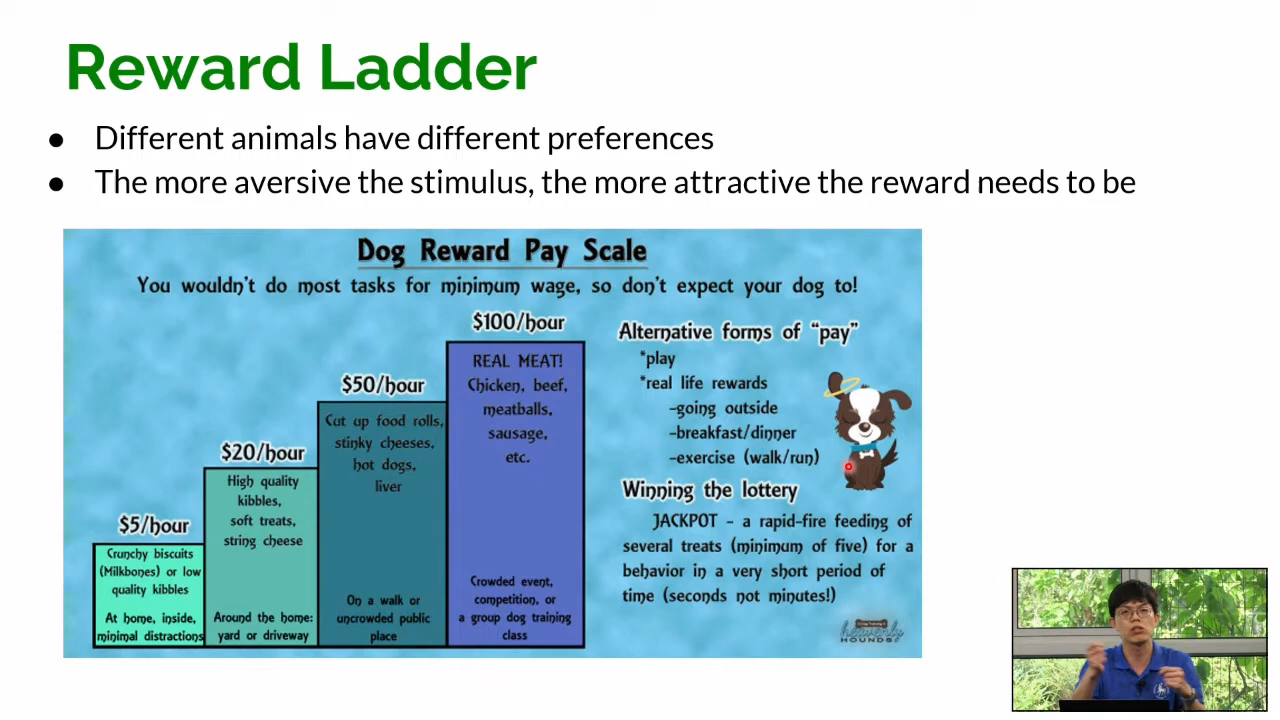 Reward Ladder
● Different animals have different preferences
● The more aversive the stimulus, the more attractive the reward needs to be
Dog Reward Pay Scale
You wouldn't do most tasks for minimum wage, so don't expect your dog to!
$5/hour
Crunchy biscuits
(Milkbones) or low
quality kibbles
At home, inside,
minimal distractions
$20/hour
High quality
kibbles,
soft treats,
string cheese
Around the home:
yard or driveway
$50/hour
Cut up food rolls,
stinky cheeses,
hot dogs,
liver
On a walk or
uncrowded public
place
$100/hour
REAL MEAT!
Chicken, beef,
meatballs,
sausage,
etc.
Crowded event,
competition, or
a group dog training
class
Alternative forms of "pay"
*play
*real life rewards
-going outside
-breakfast/dinner
-exercise (walk/run)
Winning the lottery
JACKPOT - a rapid-fire feeding of
several treats (minimum of five) for a
behavior in a very short period of
time (seconds not minutes!)
heavenly
HOUNDS